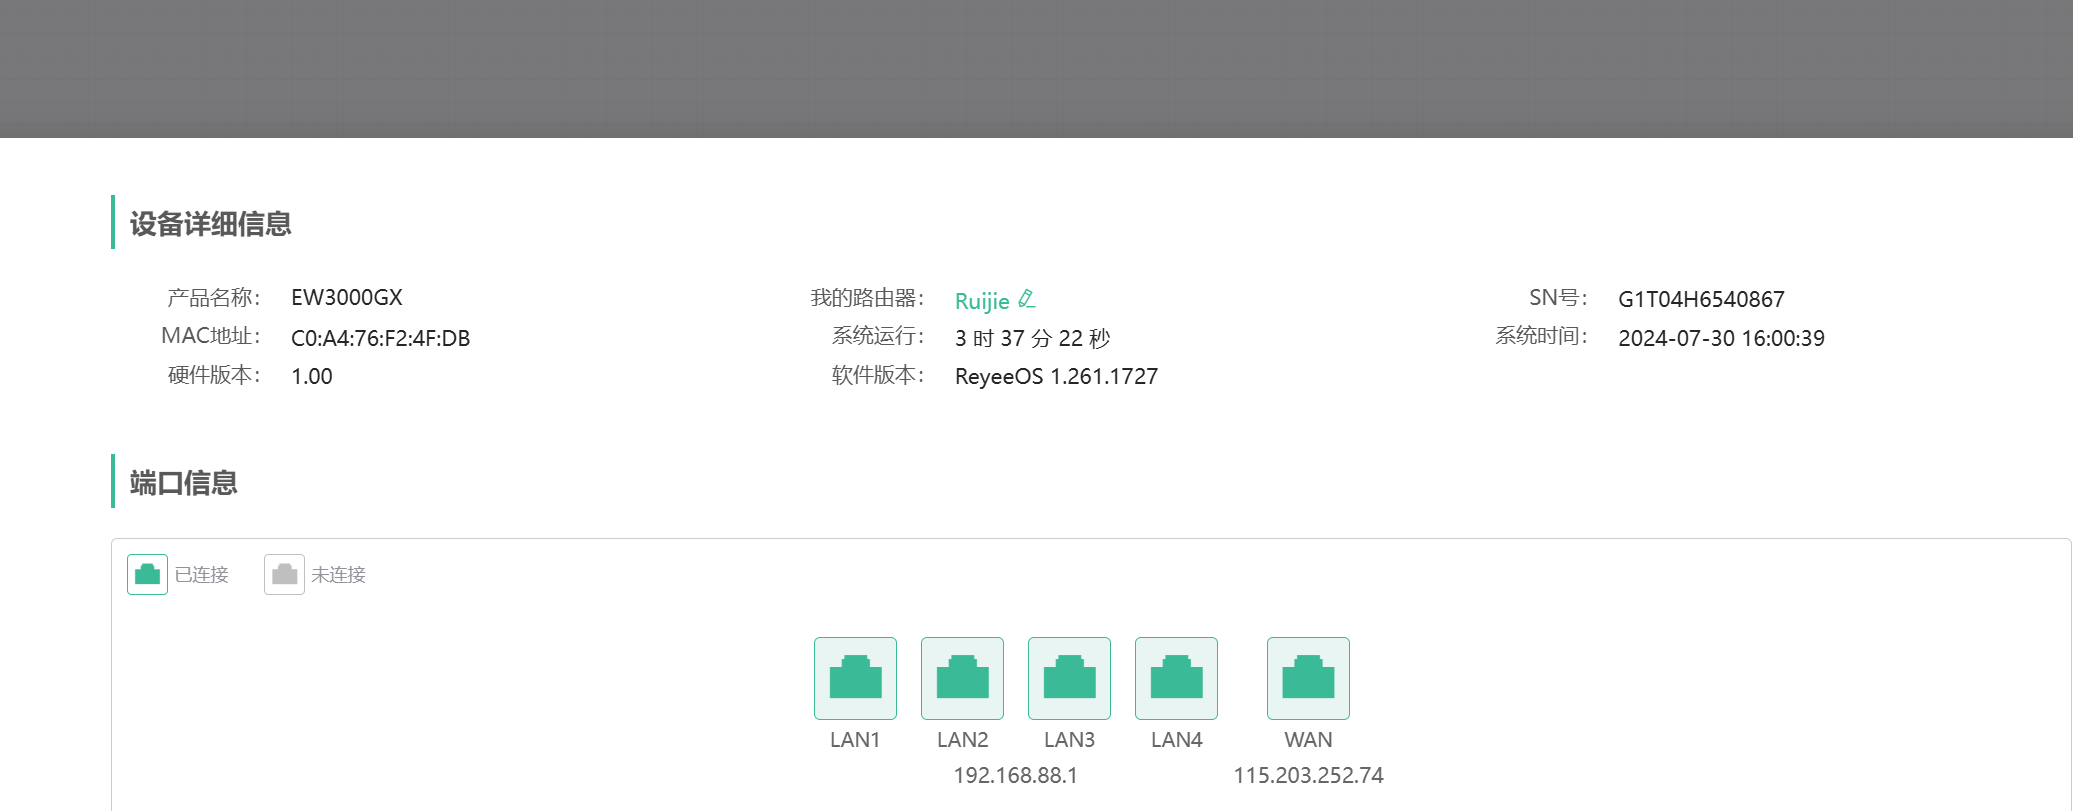 设备详细信息
产品名称： EW3000GX 我的路由器： Ruijie SN号： G1T04H6540867
MAC地址： C0:A4:76:F2:4F:DB 系统运行： 3 时 37 分 22 秒 系统时间： 2024-07-30 16:00:39
硬件版本： 1.00 软件版本： ReyeeOS 1.261.1727
端口信息
已连接 未连接
LAN1 LAN2 LAN3 LAN4 WAN
192.168.88.1 115.203.252.74